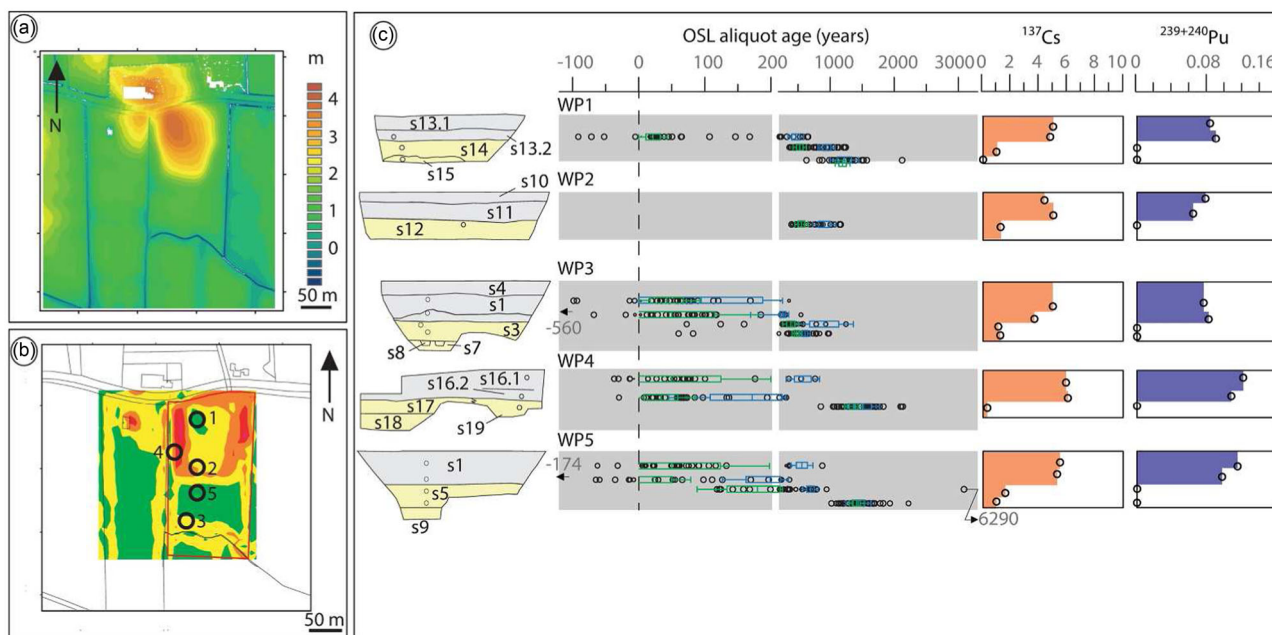 (a)
m
4
3
2
1
0
N
50 m
(b)
N
1
4
2
5
3
50 m
(c)
OSL aliquot age (years)
-100 0 100 200 1000 2000 30000
137Cs
0 2 4 6 8 10
239+240Pu
0 0.08 0.16
WP1
s13.1
s14
s13.2
s15
WP2
s10
s11
s12
WP3
s4
s1
s3
s8 s7
-560
WP4
s16.2 s16.1
s17
s18
s19
WP5
s1
s5
s9
-174
6290